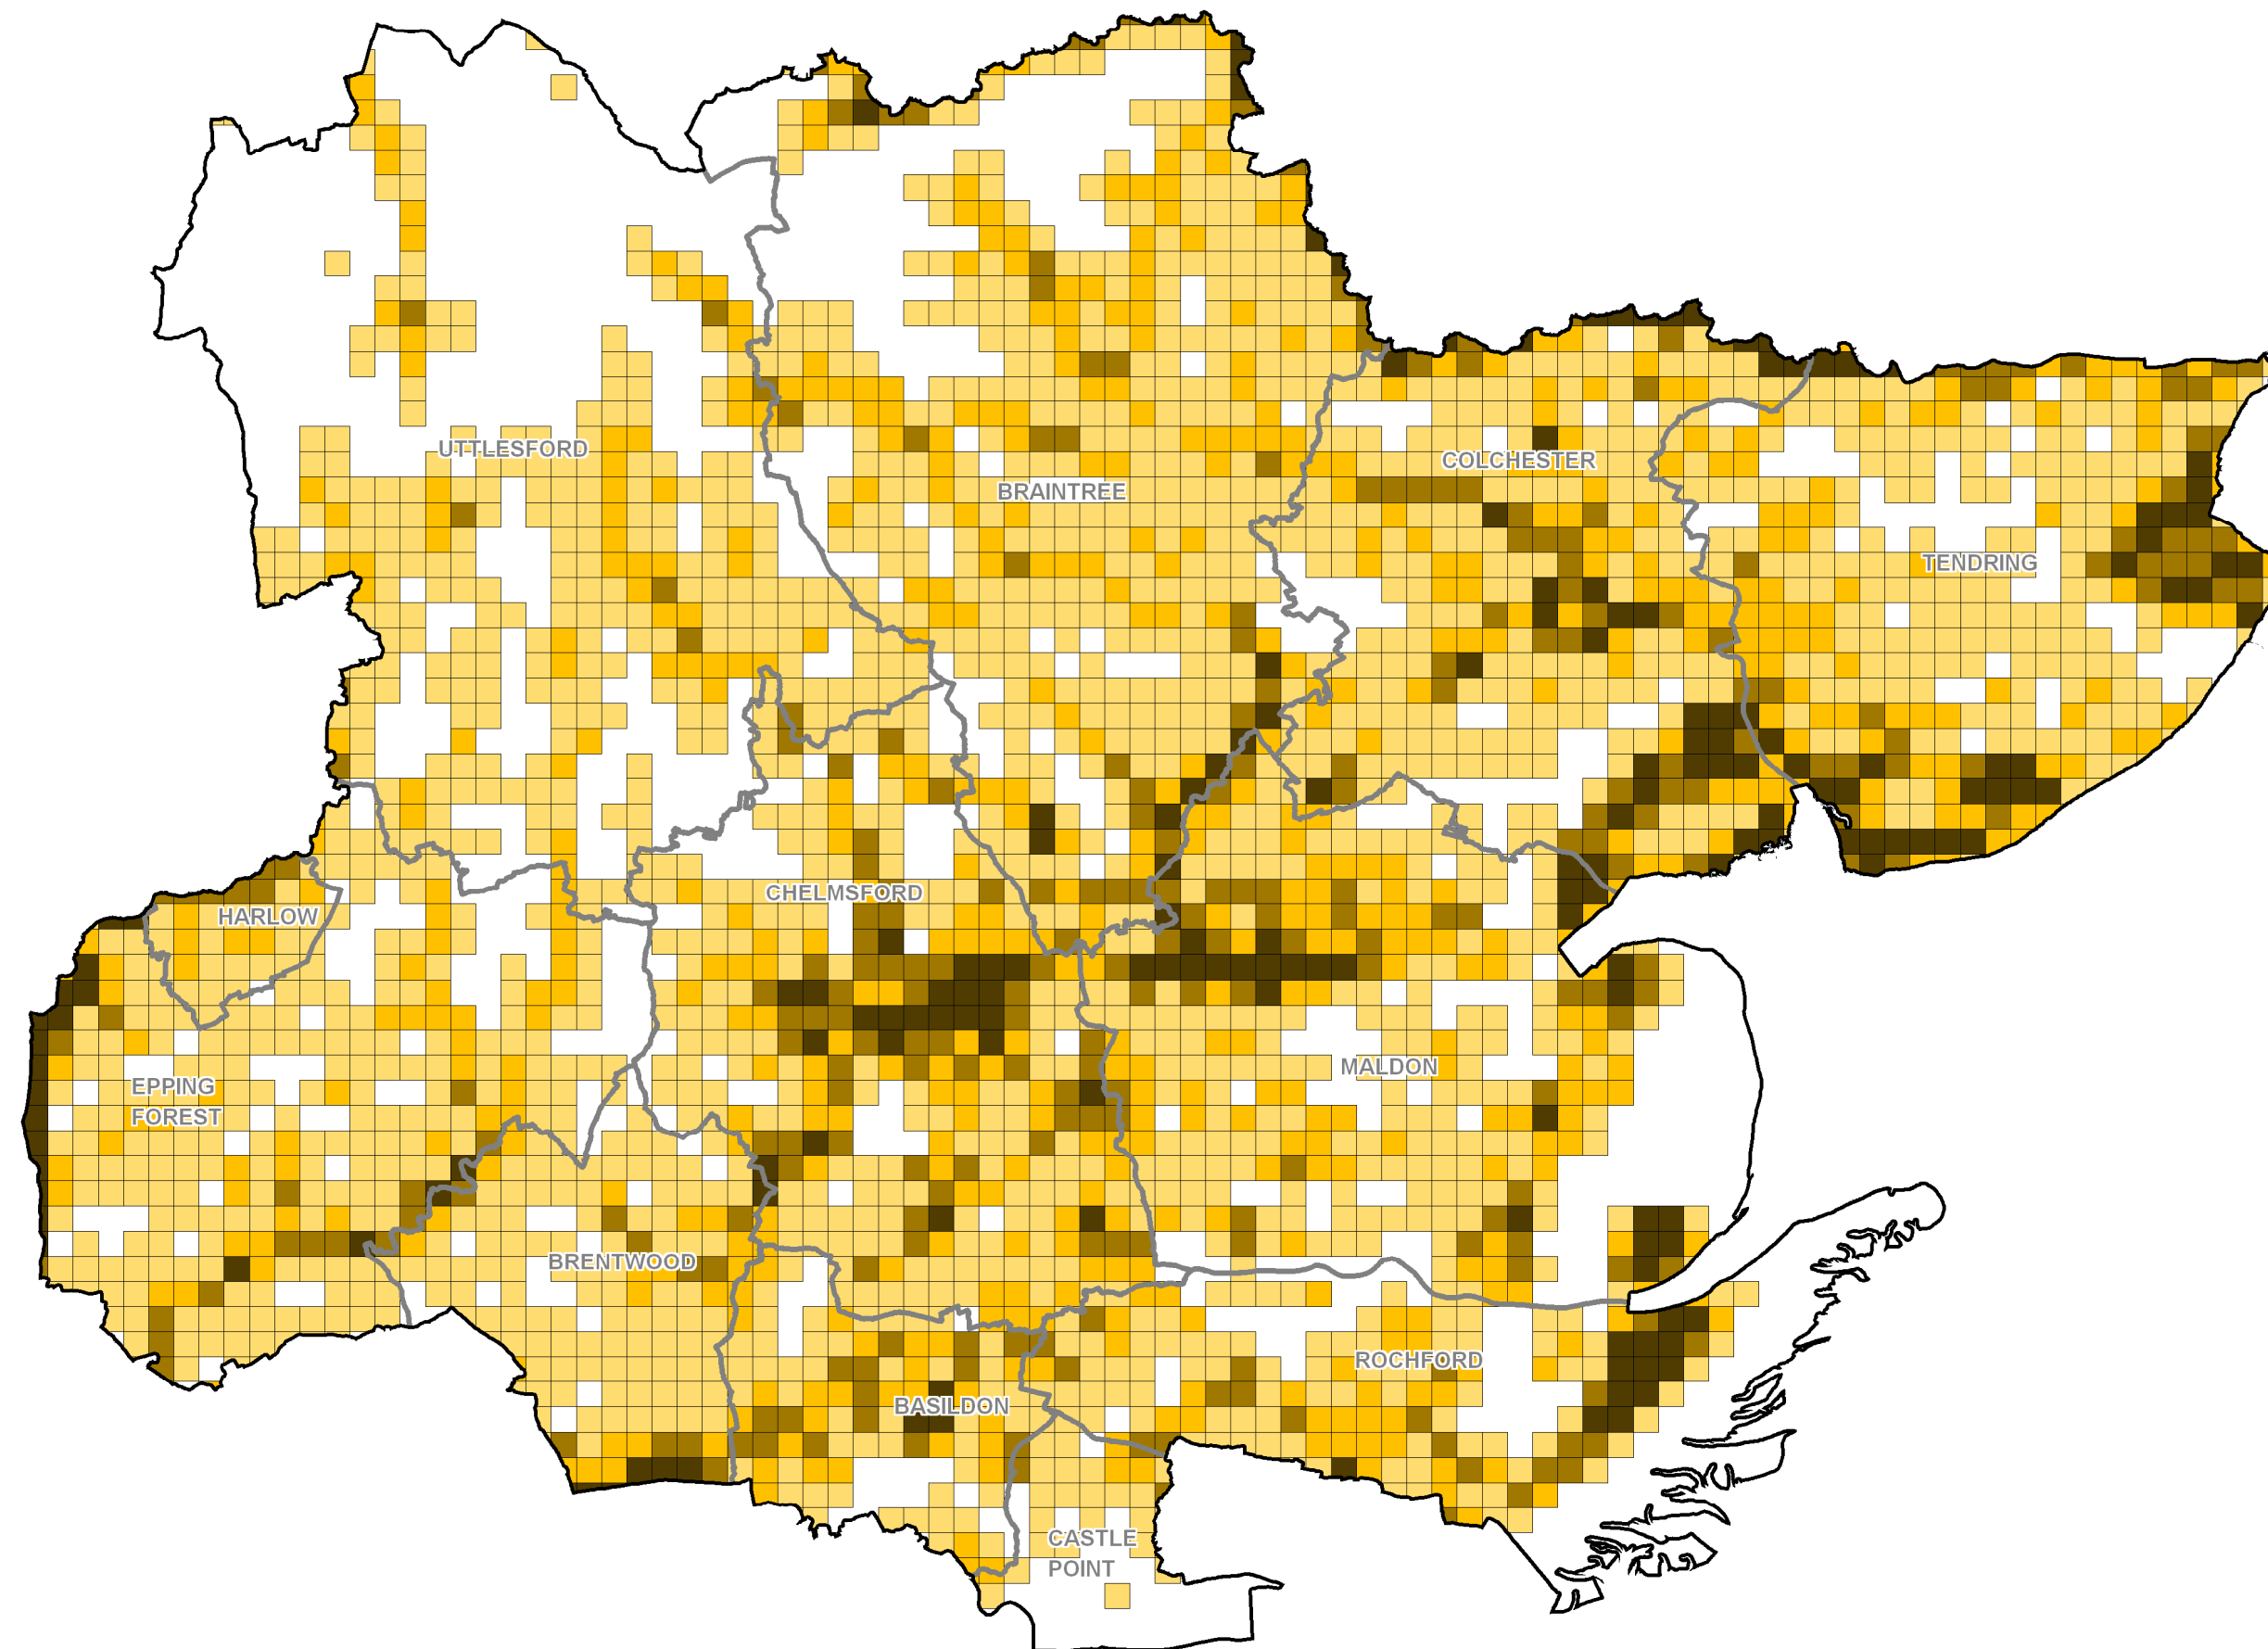 UTTLESFORD
COLCHESTER
BRAINTREE
TENDRING
CHELMSFORD
HARLOW
MALDON
EPPING
FOREST
BRENTWOOD
ROCHFORD
BASILDON
CASTLE
POINT